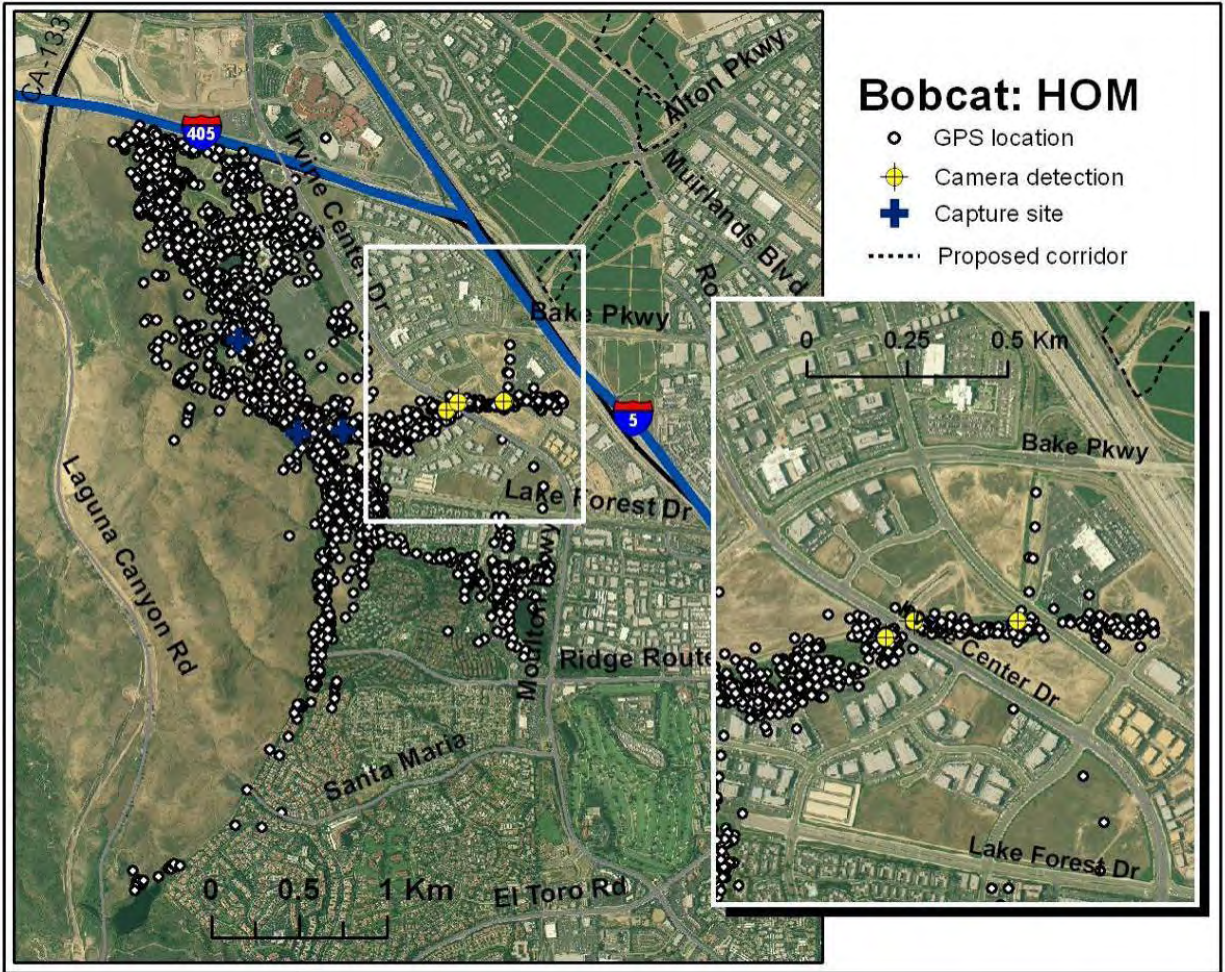 Bobcat: HOM
GPS location
Camera detection
Capture site
Proposed corridor
CA-133
405
Irvine Center Dr
Alton Pkwy
Muirlands Blvd
Bake Pkwy
5
Laguna Canyon Rd
Lake Forest Dr
Moulton Pkwy
Ridge Route
Santa Maria
El Toro Rd
0 0.5 1 Km
0 0.25 0.5 Km
Bake Pkwy
Center Dr
Lake Forest Dr